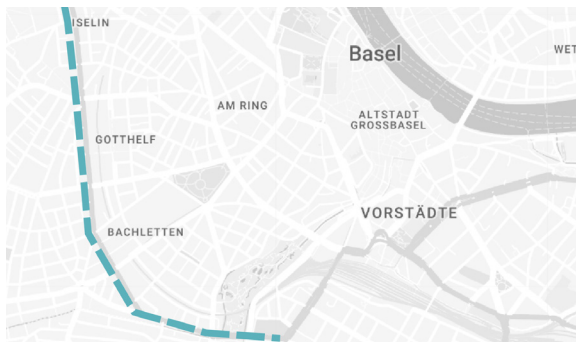 ISELIN
Basel
WET
AM RING
ALTSTADT
GROSSBASEL
GOTTHELF
VORSTÄDTE
BACHLETTEN